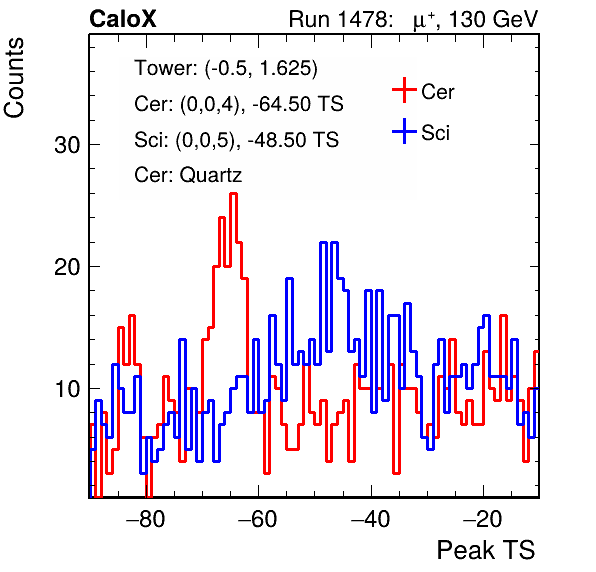 CaloX Run 1478: μ⁺, 130 GeV
Counts
Tower: (-0.5, 1.625)
Cer: (0,0,4), -64.50 TS
Sci: (0,0,5), -48.50 TS
Cer: Quartz
Cer
Sci
30
20
10
−80 −60 −40 −20
Peak TS